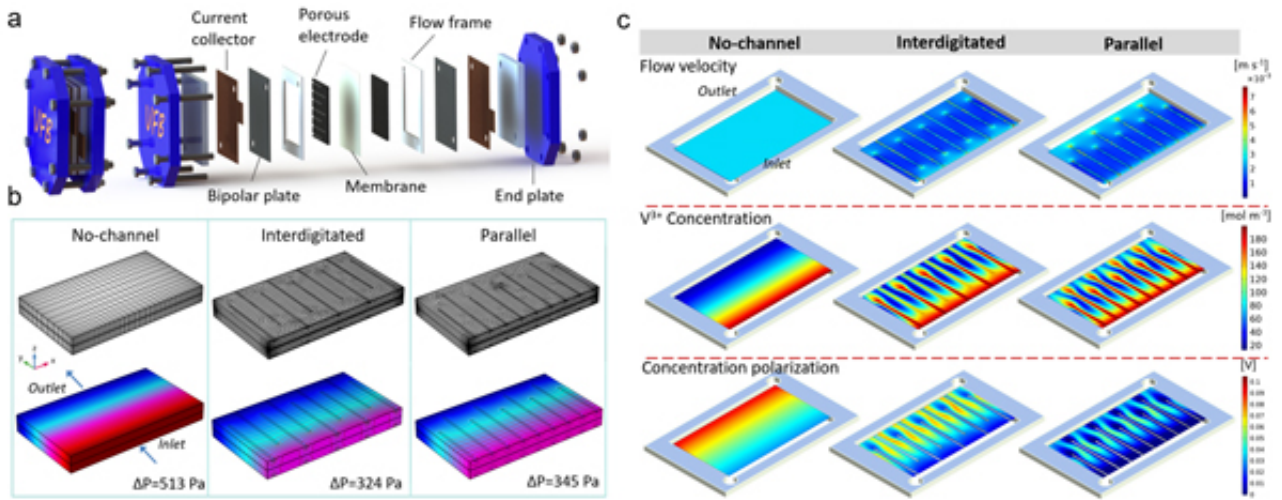 a
Current collector
Porous electrode
Flow frame
VFB
VFB
Bipolar plate
Membrane
End plate
b
No-channel
Interdigitated
Parallel
z
y
x
Outlet
Inlet
ΔP=513 Pa
ΔP=324 Pa
ΔP=345 Pa
c
No-channel
Interdigitated
Parallel
Flow velocity
[m s⁻¹]
×10⁻³
Outlet
Inlet
7
6
5
4
3
2
1
V³⁺ Concentration
[mol m⁻³]
180
160
140
120
100
80
60
40
20
Concentration polarization
[V]
0.1
0.09
0.08
0.07
0.06
0.05
0.04
0.03
0.02
0.01
0